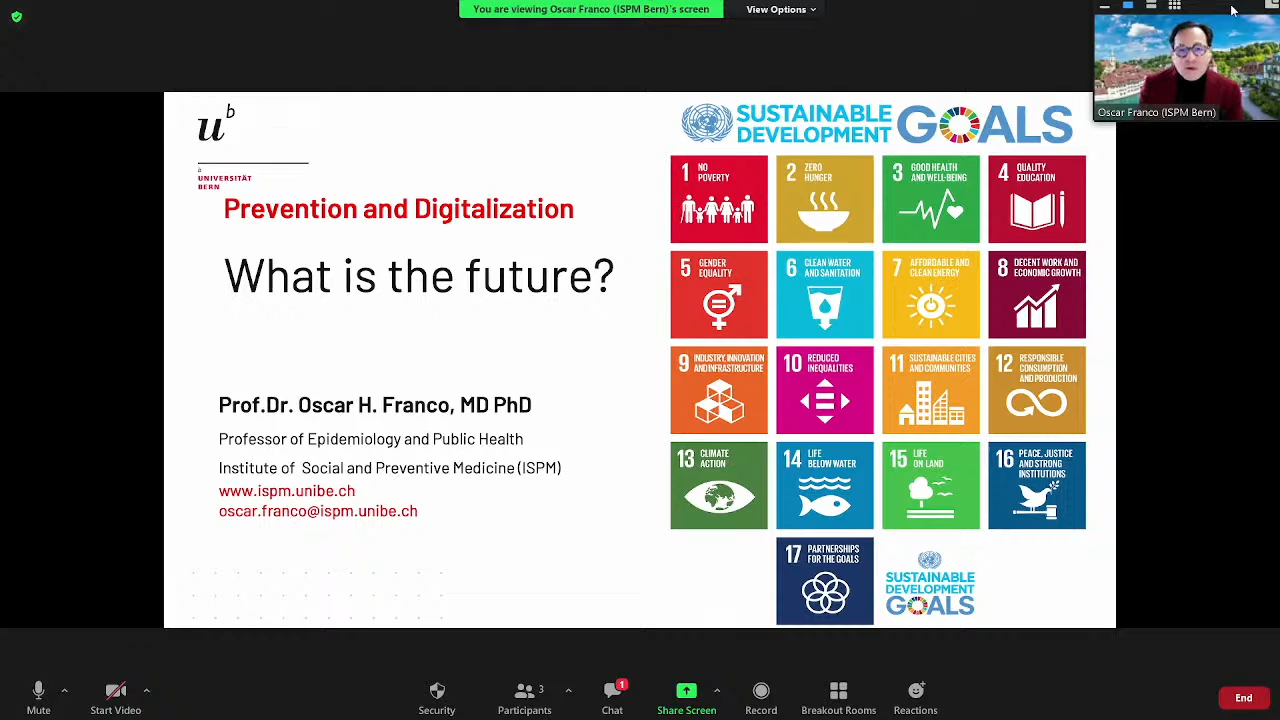 You are viewing Oscar Franco (ISPM Bern)'s screen
View Options
Oscar Franco (ISPM Bern)
u^b
b
UNIVERSITÄT
BERN
Prevention and Digitalization
What is the future?
Prof.Dr. Oscar H. Franco, MD PhD
Professor of Epidemiology and Public Health
Institute of Social and Preventive Medicine (ISPM)
www.ispm.unibe.ch
oscar.franco@ispm.unibe.ch
SUSTAINABLE
DEVELOPMENT
GOALS
1 NO
POVERTY
2 ZERO
HUNGER
3 GOOD HEALTH
AND WELL-BEING
4 QUALITY
EDUCATION
5 GENDER
EQUALITY
6 CLEAN WATER
AND SANITATION
7 AFFORDABLE AND
CLEAN ENERGY
8 DECENT WORK AND
ECONOMIC GROWTH
9 INDUSTRY, INNOVATION
AND INFRASTRUCTURE
10 REDUCED
INEQUALITIES
11 SUSTAINABLE CITIES
AND COMMUNITIES
12 RESPONSIBLE
CONSUMPTION
AND PRODUCTION
13 CLIMATE
ACTION
14 LIFE
BELOW WATER
15 LIFE
ON LAND
16 PEACE, JUSTICE
AND STRONG
INSTITUTIONS
17 PARTNERSHIPS
FOR THE GOALS
SUSTAINABLE
DEVELOPMENT
GOALS
Mute
Start Video
Security
Participants
3
Chat
1
Share Screen
Record
Breakout Rooms
Reactions
End